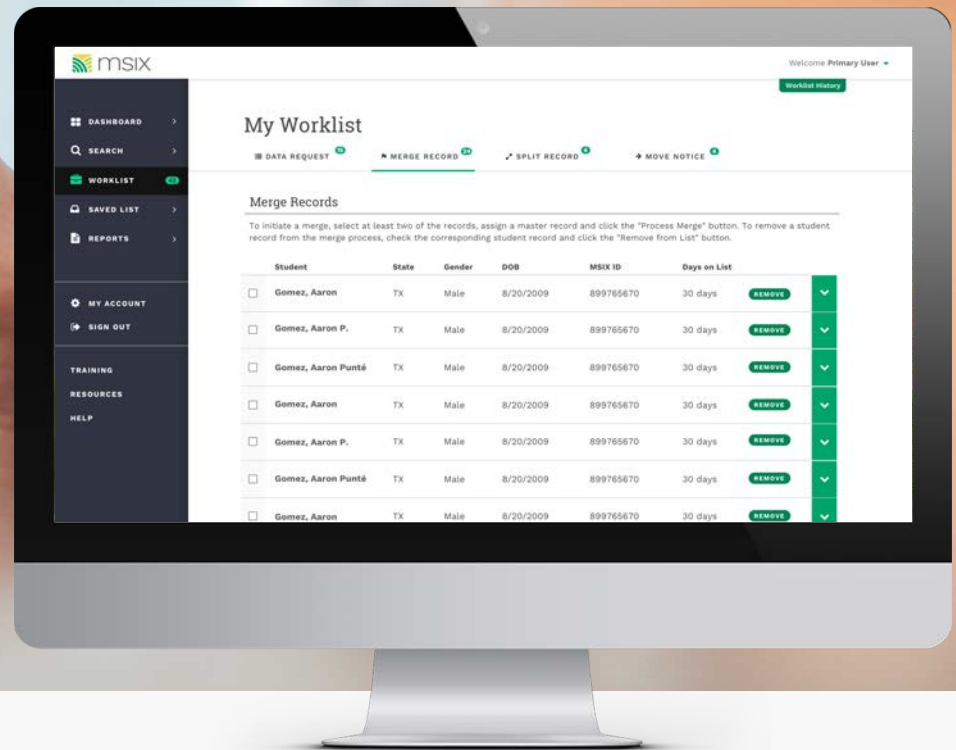 msix
Welcome Primary User
Worklist History
DASHBOARD
SEARCH
WORKLIST
SAVED LIST
REPORTS
MY ACCOUNT
SIGN OUT
TRAINING
RESOURCES
HELP
My Worklist
DATA REQUEST MERGE RECORD SPLIT RECORD MOVE NOTICE
Merge Records
To initiate a merge, select at least two of the records, assign a master record and click the "Process Merge" button. To remove a student
record from the merge process, check the corresponding student record and click the "Remove from List" button.
Student State Gender DOB MSIX ID Days on List
Gomez, Aaron TX Male 8/20/2009 899765670 30 days REMOVE
Gomez, Aaron P. TX Male 8/20/2009 899765670 30 days REMOVE
Gomez, Aaron Punté TX Male 8/20/2009 899765670 30 days REMOVE
Gomez, Aaron TX Male 8/20/2009 899765670 30 days REMOVE
Gomez, Aaron P. TX Male 8/20/2009 899765670 30 days REMOVE
Gomez, Aaron Punté TX Male 8/20/2009 899765670 30 days REMOVE
Gomez, Aaron TX Male 8/20/2009 899765670 30 days REMOVE